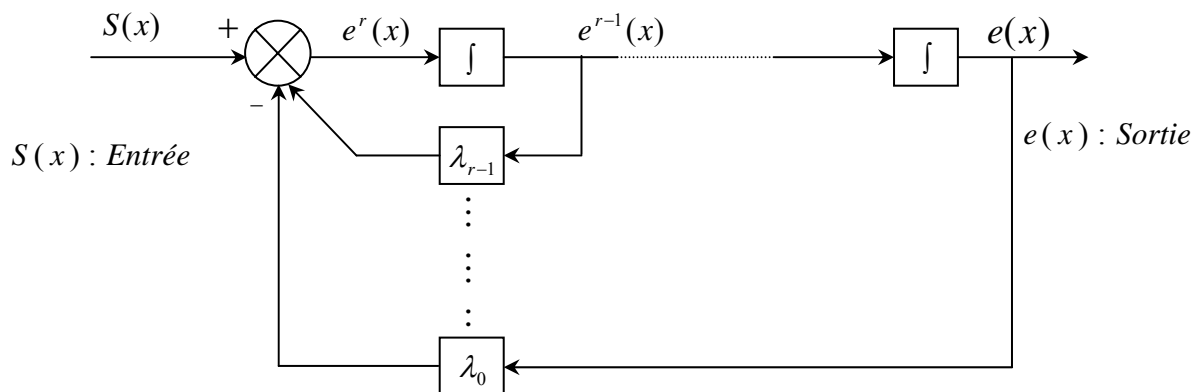 S(x) + e^r(x) ∫ e^{r−1}(x) ∫ e(x)
−
S(x) : Entrée
λ_{r−1}
e(x) : Sortie
λ_0